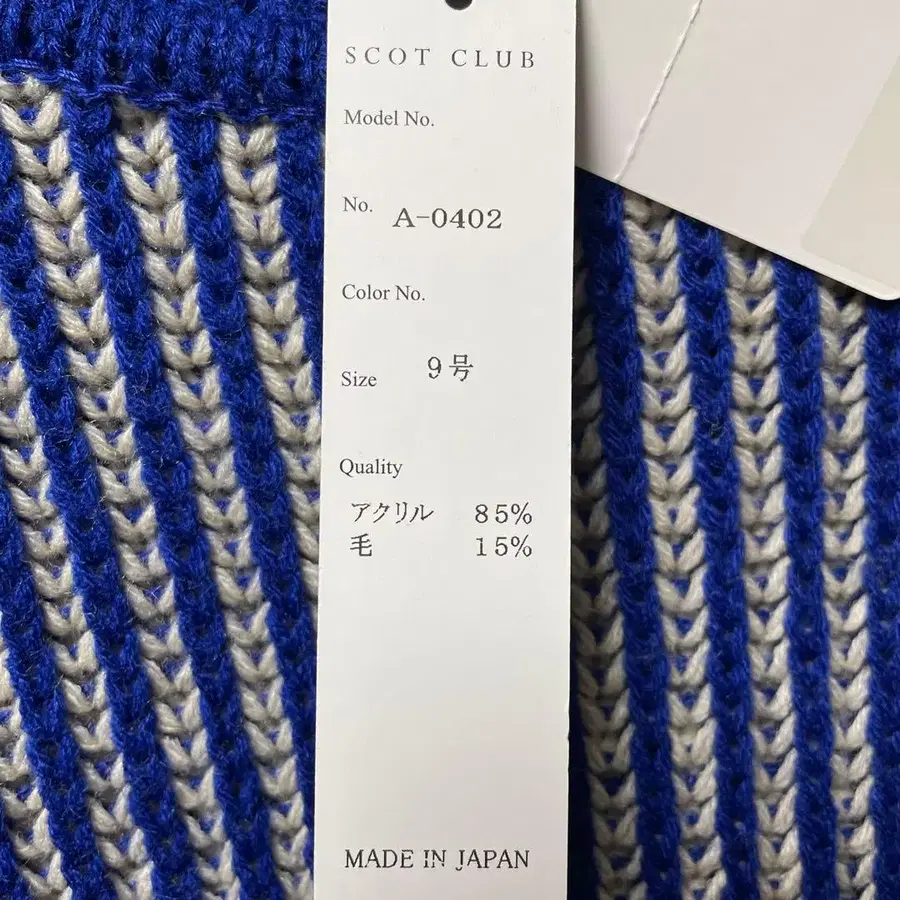 SCOT CLUB
Model No.
No. A-0402
Color No.
Size 9号
Quality
アクリル 85%
毛 15%
MADE IN JAPAN